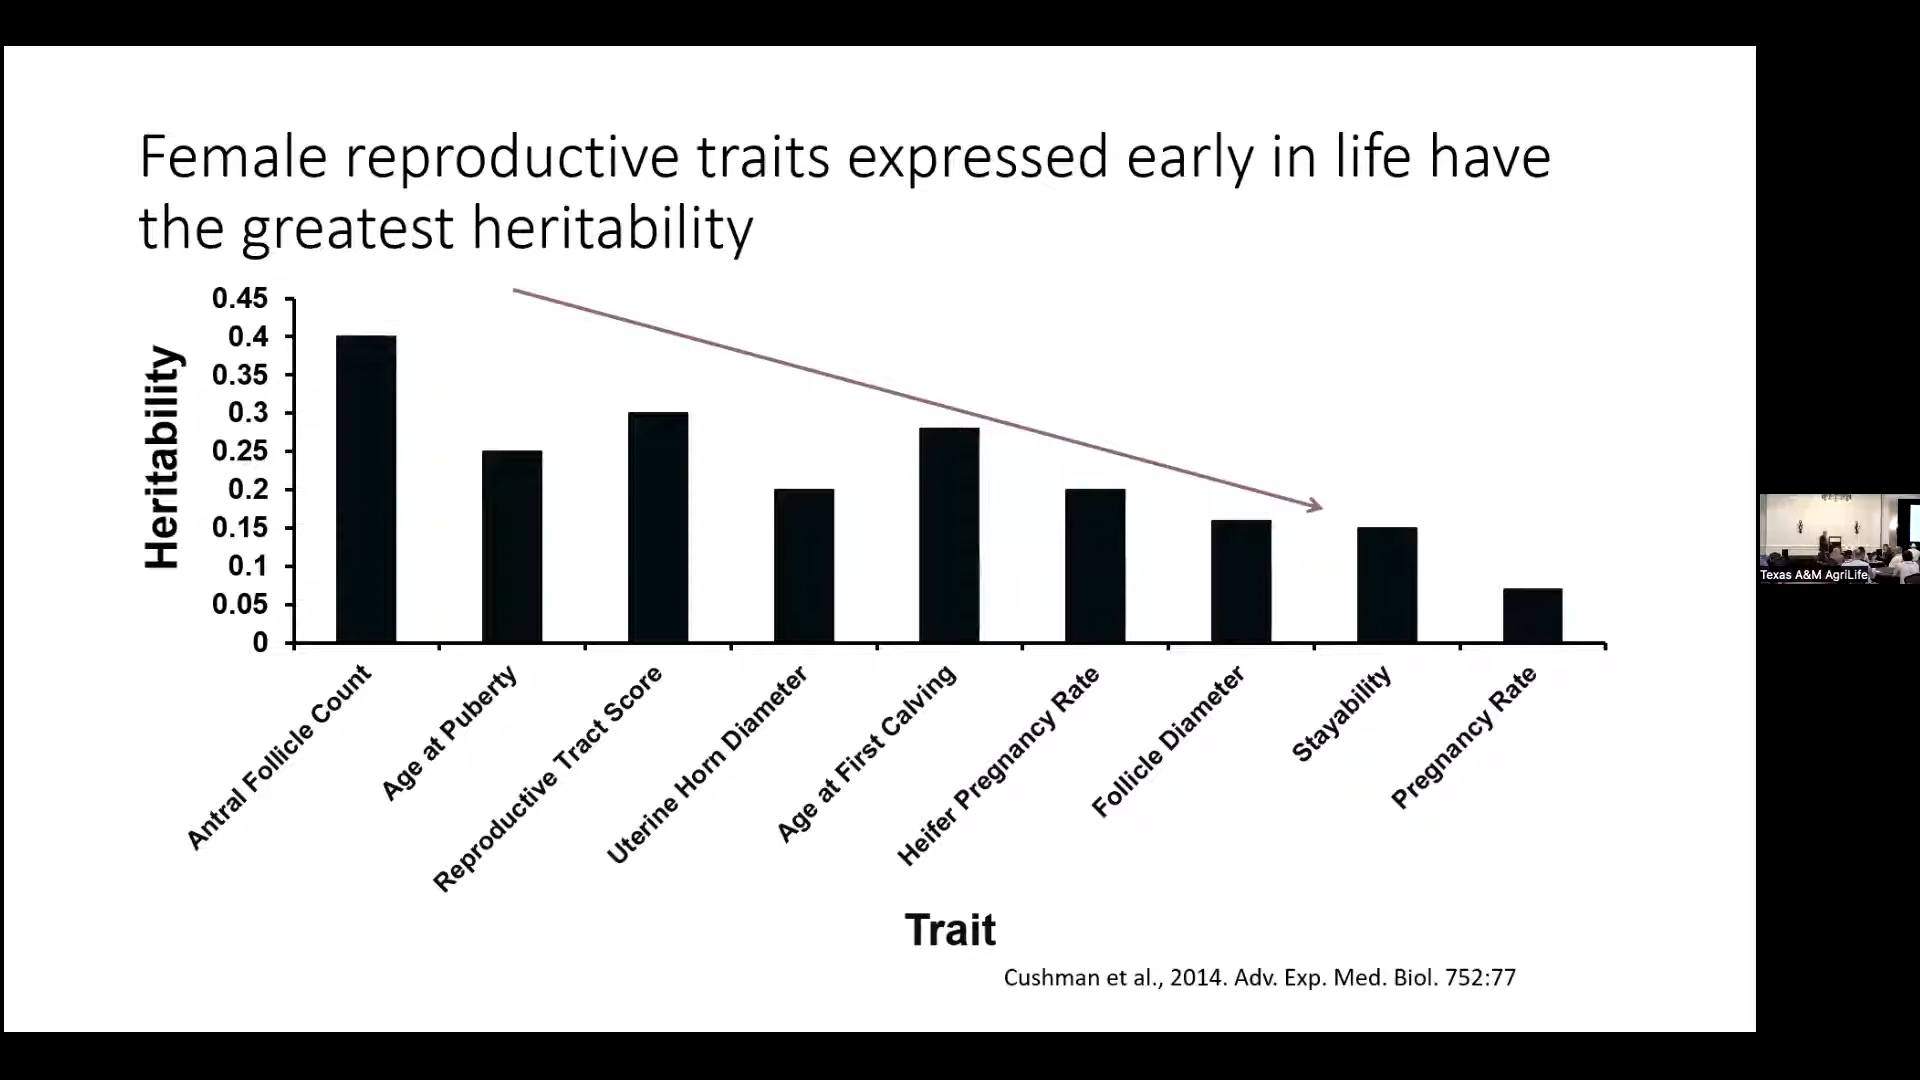 Female reproductive traits expressed early in life have
the greatest heritability
Heritability
0.45
0.4
0.35
0.3
0.25
0.2
0.15
0.1
0.05
0
Antral Follicle Count
Age at Puberty
Reproductive Tract Score
Uterine Horn Diameter
Age at First Calving
Heifer Pregnancy Rate
Follicle Diameter
Stayability
Pregnancy Rate
Trait
Cushman et al., 2014. Adv. Exp. Med. Biol. 752:77
Texas A&M AgriLife